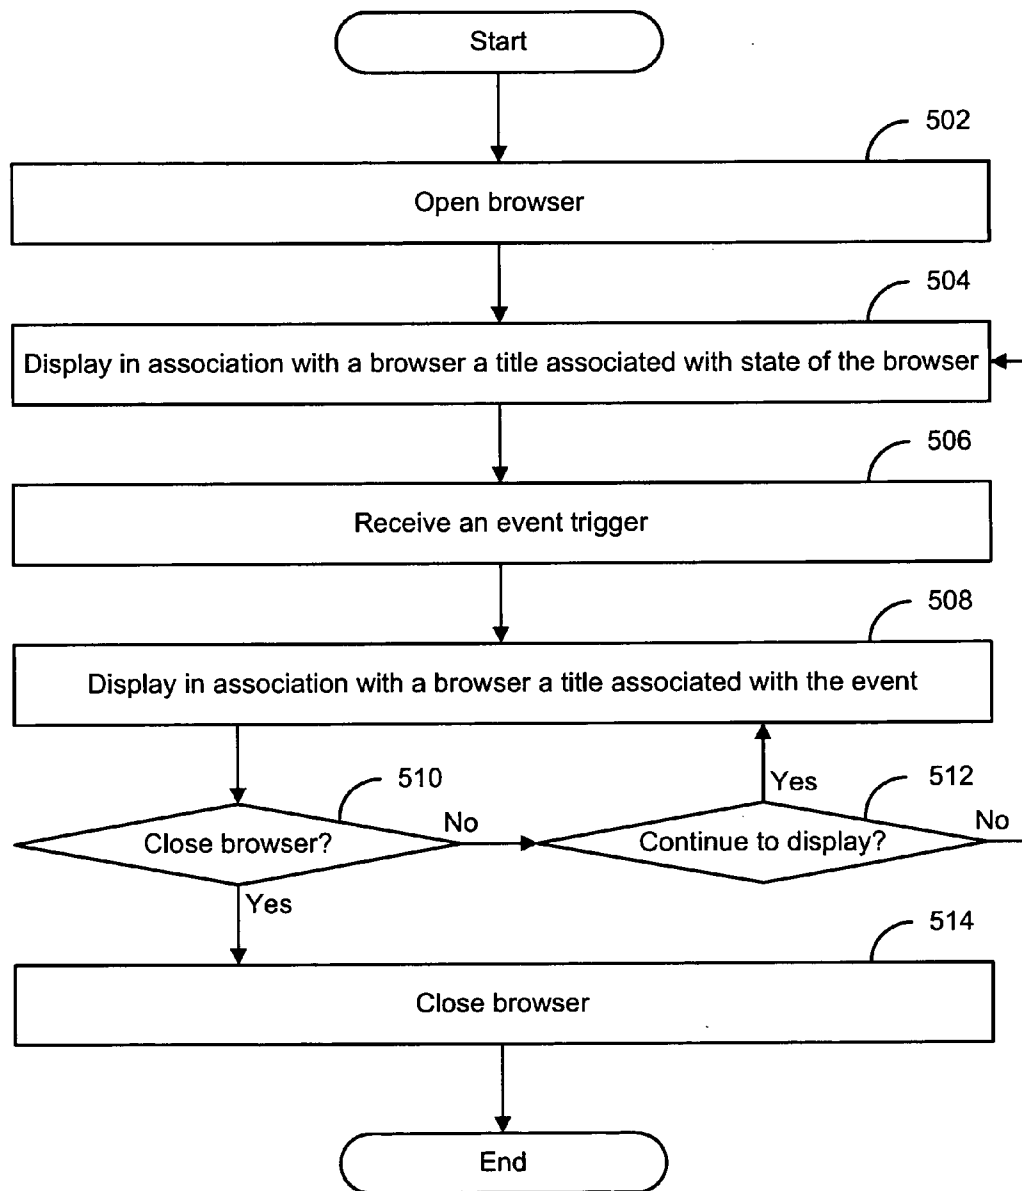 Start
502
Open browser
504
Display in association with a browser a title associated with state of the browser
506
Receive an event trigger
508
Display in association with a browser a title associated with the event
510
Close browser?
No
Yes
512
Continue to display?
Yes
No
514
Close browser
End